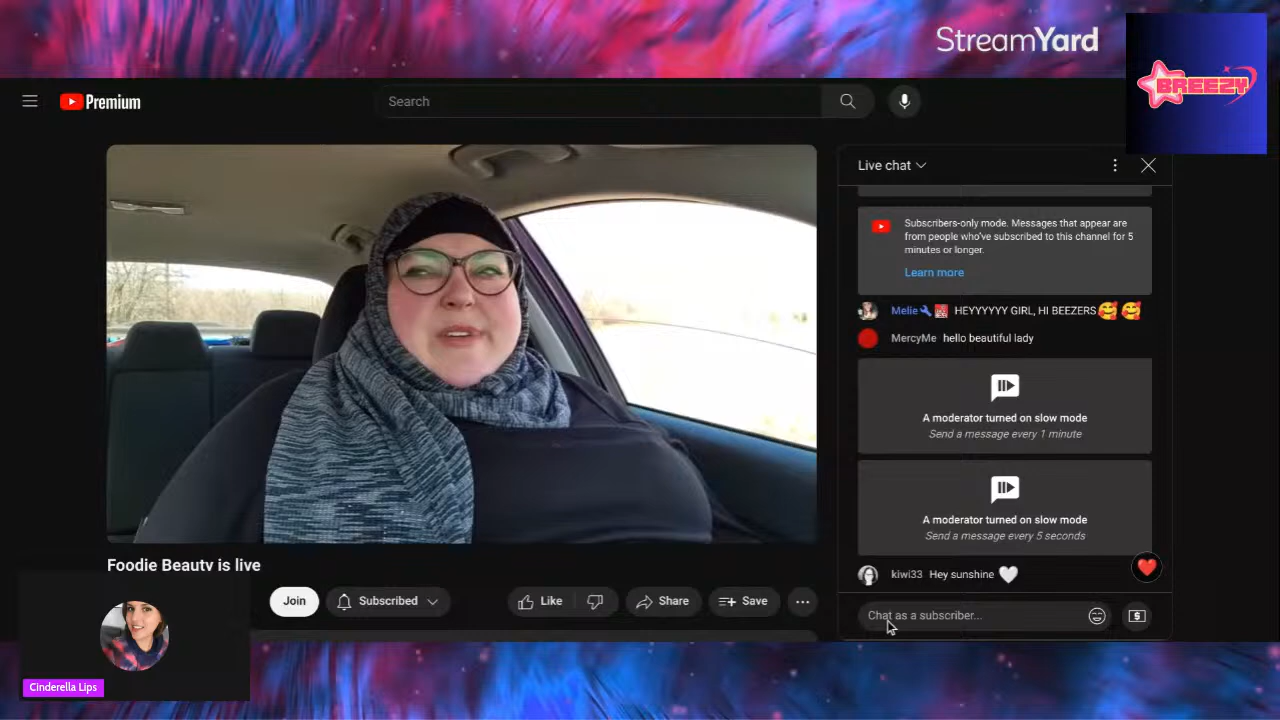 StreamYard
BREEZY
Premium
Search
Live chat
Subscribers-only mode. Messages that appear are
from people who've subscribed to this channel for 5
minutes or longer.
Learn more
Melie HEYYYYYY GIRL, HI BEEZERS
MercyMe hello beautiful lady
A moderator turned on slow mode
Send a message every 1 minute
A moderator turned on slow mode
Send a message every 5 seconds
kiwi33 Hey sunshine
Chat as a subscriber...
Foodie Beauty is live
Join
Subscribed
Like
Share
Save
Cinderella Lips